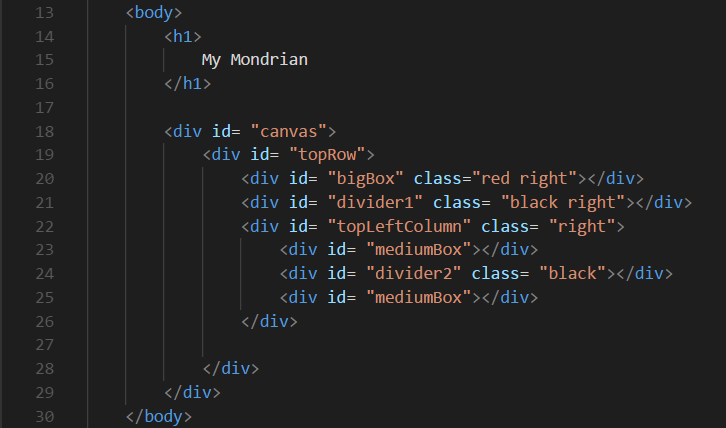 13 <body>
14 <h1>
15 My Mondrian
16 </h1>
17
18 <div id= "canvas">
19 <div id= "topRow">
20 <div id= "bigBox" class="red right"></div>
21 <div id= "divider1" class= "black right"></div>
22 <div id= "topLeftColumn" class= "right">
23 <div id= "mediumBox"></div>
24 <div id= "divider2" class= "black"></div>
25 <div id= "mediumBox"></div>
26 </div>
27
28 </div>
29 </div>
30 </body>